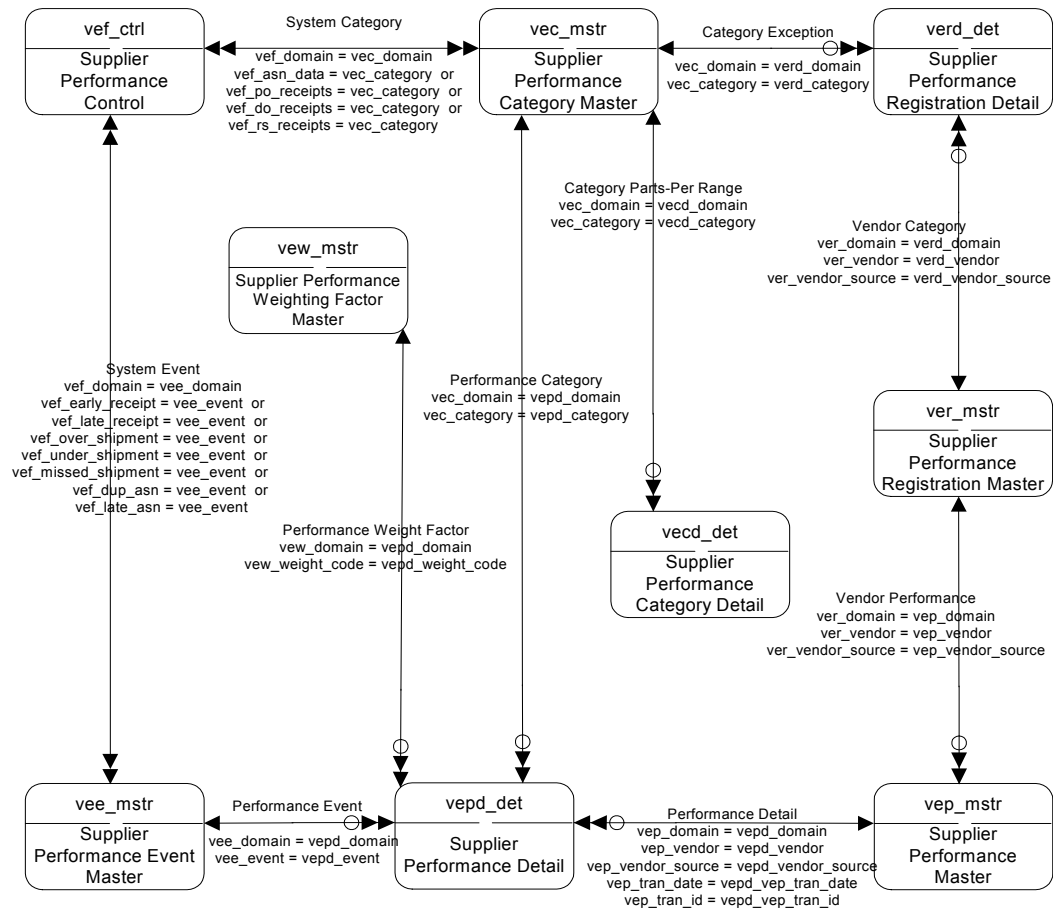 vef_ctrl
Supplier
Performance
Control
System Category
vef_domain = vec_domain
vef_asn_data = vec_category or
vef_po_receipts = vec_category or
vef_do_receipts = vec_category or
vef_rs_receipts = vec_category
vec_mstr
Supplier
Performance
Category Master
Category Exception
vec_domain = verd_domain
vec_category = verd_category
verd_det
Supplier
Performance
Registration Detail
Category Parts-Per Range
vec_domain = vecd_domain
vec_category = vecd_category
Vendor Category
ver_domain = verd_domain
ver_vendor = verd_vendor
ver_vendor_source = verd_vendor_source
vew_mstr
Supplier Performance
Weighting Factor
Master
System Event
vef_domain = vee_domain
vef_early_receipt = vee_event or
vef_late_receipt = vee_event or
vef_over_shipment = vee_event or
vef_under_shipment = vee_event or
vef_missed_shipment = vee_event or
vef_dup_asn = vee_event or
vef_late_asn = vee_event
Performance Category
vec_domain = vepd_domain
vec_category = vepd_category
ver_mstr
Supplier
Performance
Registration Master
Performance Weight Factor
vew_domain = vepd_domain
vew_weight_code = vepd_weight_code
vecd_det
Supplier
Performance
Category Detail
Vendor Performance
ver_domain = vep_domain
ver_vendor = vep_vendor
ver_vendor_source = vep_vendor_source
vee_mstr
Supplier
Performance Event
Master
Performance Event
vee_domain = vepd_domain
vee_event = vepd_event
vepd_det
Supplier
Performance Detail
Performance Detail
vep_domain = vepd_domain
vep_vendor = vepd_vendor
vep_vendor_source = vepd_vendor_source
vep_tran_date = vepd_vep_tran_date
vep_tran_id = vepd_vep_tran_id
vep_mstr
Supplier
Performance
Master